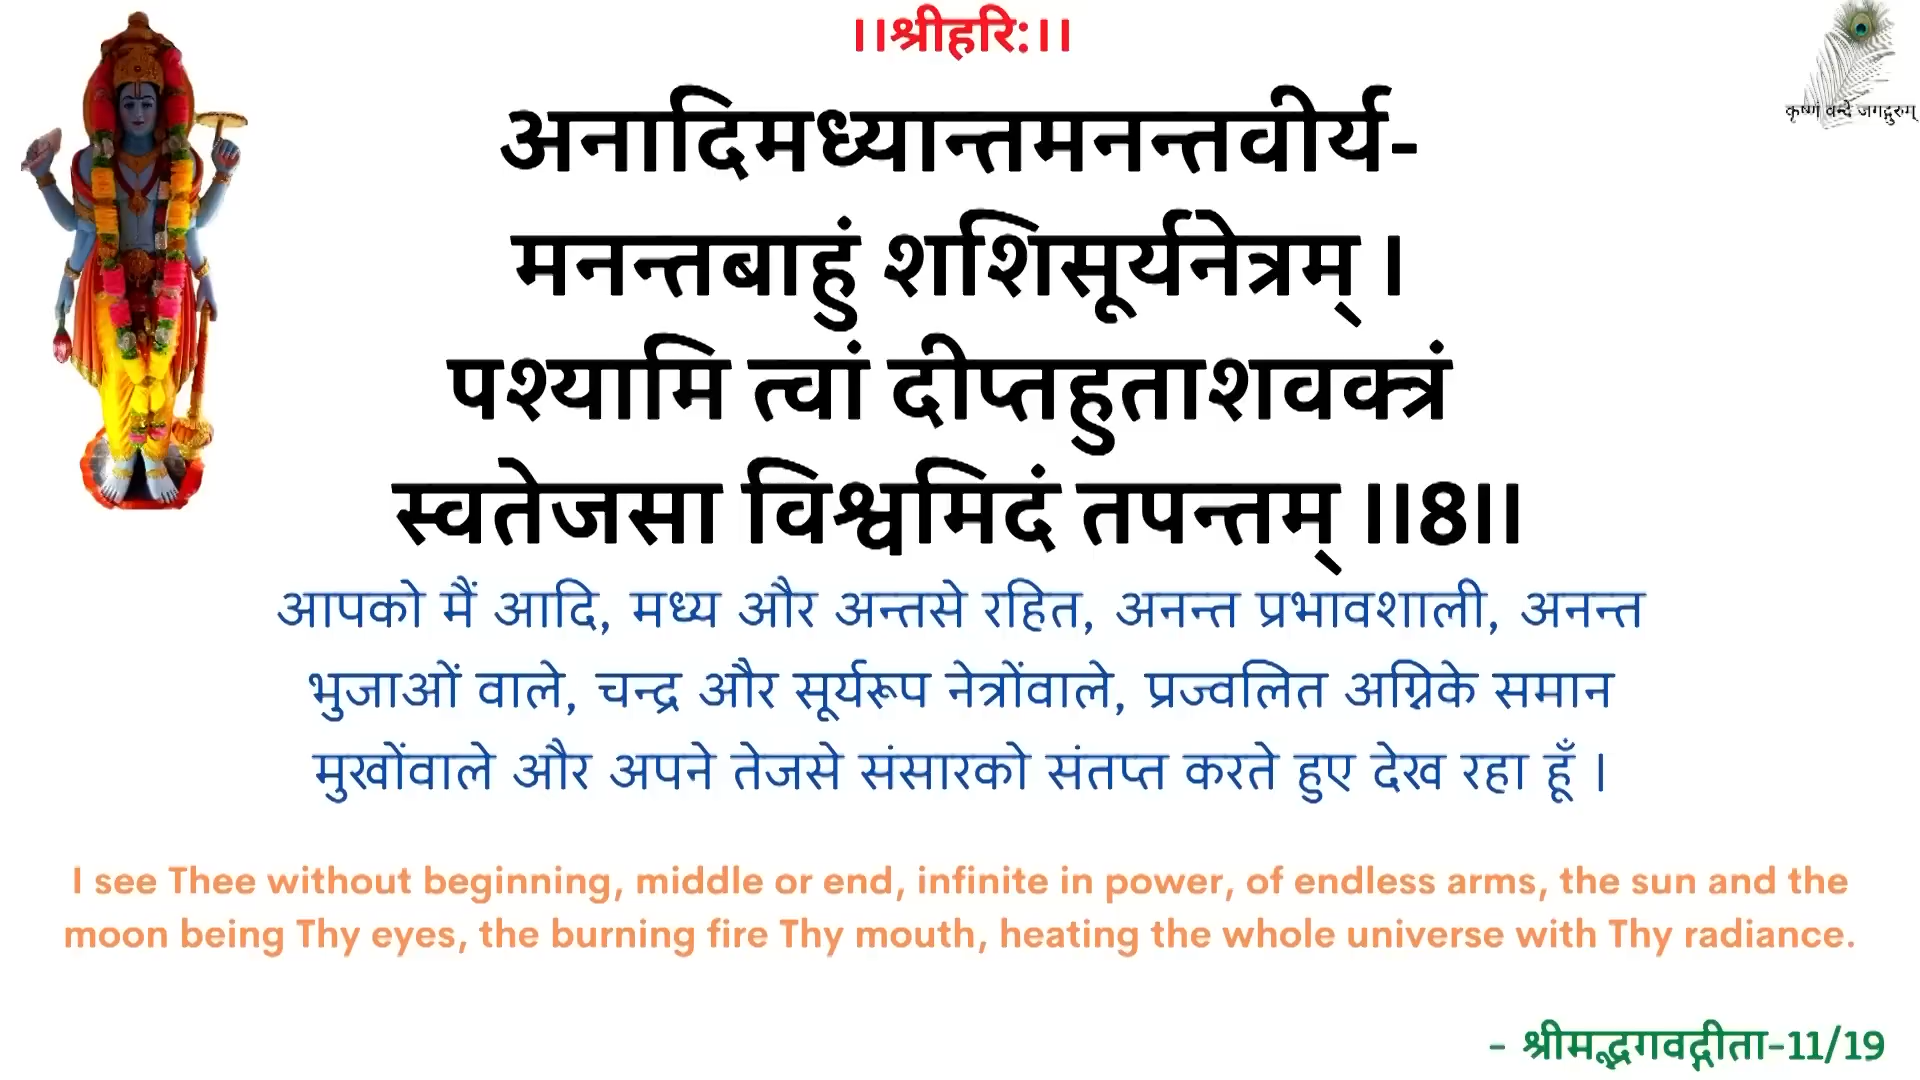 ।।श्रीहरि:।।
कृष्णं वन्दे जगद्गुरुम्
अनादिमध्यान्तमनन्तवीर्य-
मनन्तबाहुं शशिसूर्यनेत्रम् ।
पश्यामि त्वां दीप्तहुताशवक्त्रं
स्वतेजसा विश्वमिदं तपन्तम् ।।8।।
आपको मैं आदि, मध्य और अन्तसे रहित, अनन्त प्रभावशाली, अनन्त
भुजाओं वाले, चन्द्र और सूर्यरूप नेत्रोंवाले, प्रज्वलित अग्निके समान
मुखोंवाले और अपने तेजसे संसारको संतप्त करते हुए देख रहा हूँ ।
I see Thee without beginning, middle or end, infinite in power, of endless arms, the sun and the
moon being Thy eyes, the burning fire Thy mouth, heating the whole universe with Thy radiance.
- श्रीमद्भगवद्गीता-11/19